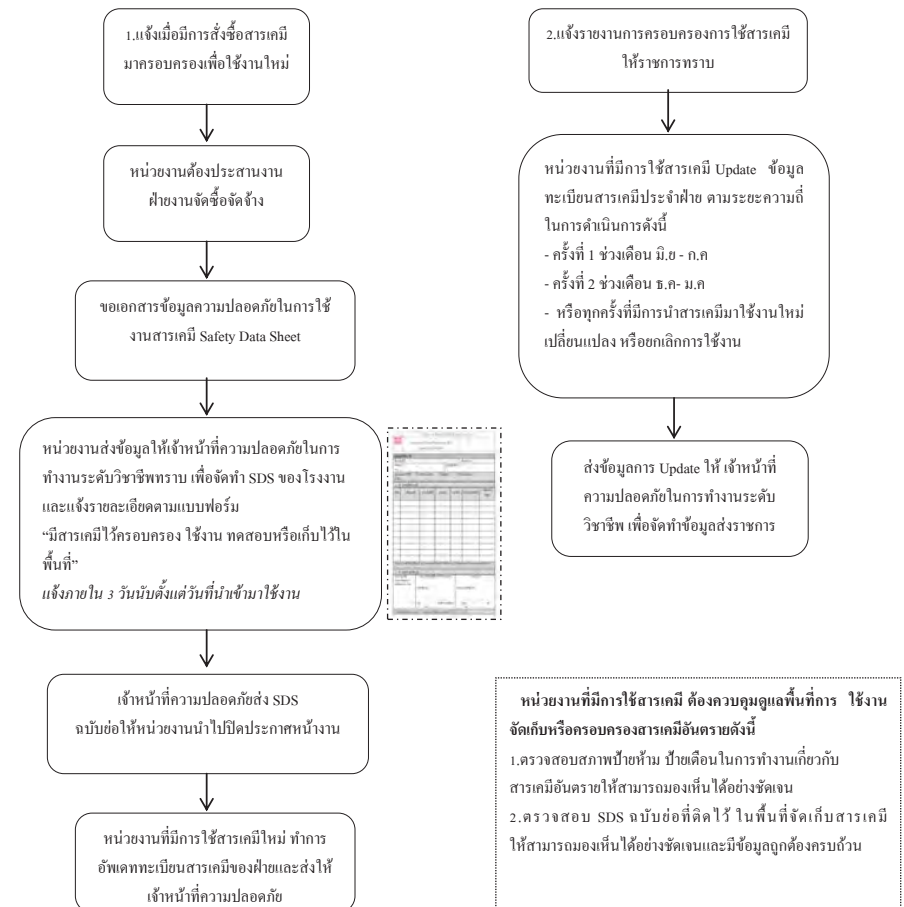 1.แจ้งเมื่อมีการสั่งซื้อสารเคมี
มาครอบครองเพื่อใช้งานใหม่
หน่วยงานต้องประสานงาน
ฝ่ายงานจัดซื้อจัดจ้าง
ขอเอกสารข้อมูลความปลอดภัยในการใช้
งานสารเคมี Safety Data Sheet
หน่วยงานส่งข้อมูลให้เจ้าหน้าที่ความปลอดภัยในการ
ทำงานระดับวิชาชีพทราบ เพื่อจัดทำ SDS ของโรงงาน
และแจ้งรายละเอียดตามแบบฟอร์ม
“มีสารเคมีไว้ครอบครอง ใช้งาน ทดสอบหรือเก็บไว้ใน
พื้นที่”
แจ้งภายใน 3 วันนับตั้งแต่วันที่นำเข้ามาใช้งาน
เจ้าหน้าที่ความปลอดภัยส่ง SDS
ฉบับย่อให้หน่วยงานนำไปปิดประกาศหน้างาน
หน่วยงานที่มีการใช้สารเคมีใหม่ ทำการ
อัพเดททะเบียนสารเคมีของฝ่ายและส่งให้
เจ้าหน้าที่ความปลอดภัย
2.แจ้งรายงานการครอบครองการใช้สารเคมี
ให้ราชการทราบ
หน่วยงานที่มีการใช้สารเคมี Update ข้อมูล
ทะเบียนสารเคมีประจำฝ่าย ตามระยะความถี่
ในการดำเนินการดังนี้
- ครั้งที่ 1 ช่วงเดือน มิ.ย - ก.ค
- ครั้งที่ 2 ช่วงเดือน ธ.ค- ม.ค
- หรือทุกครั้งที่มีการนำสารเคมีมาใช้งานใหม่
เปลี่ยนแปลง หรือยกเลิกการใช้งาน
ส่งข้อมูลการ Update ให้ เจ้าหน้าที่
ความปลอดภัยในการทำงานระดับ
วิชาชีพ เพื่อจัดทำข้อมูลส่งราชการ
หน่วยงานที่มีการใช้สารเคมี ต้องควบคุมดูแลพื้นที่การ ใช้งาน
จัดเก็บหรือครอบครองสารเคมีอันตรายดังนี้
1.ตรวจสอบสภาพป้ายห้าม ป้ายเตือนในการทำงานเกี่ยวกับ
สารเคมีอันตรายให้สามารถมองเห็นได้อย่างชัดเจน
2.ตรวจสอบ SDS ฉบับย่อที่ติดไว้ ในพื้นที่จัดเก็บสารเคมี
ให้สามารถมองเห็นได้อย่างชัดเจนและมีข้อมูลถูกต้องครบถ้วน